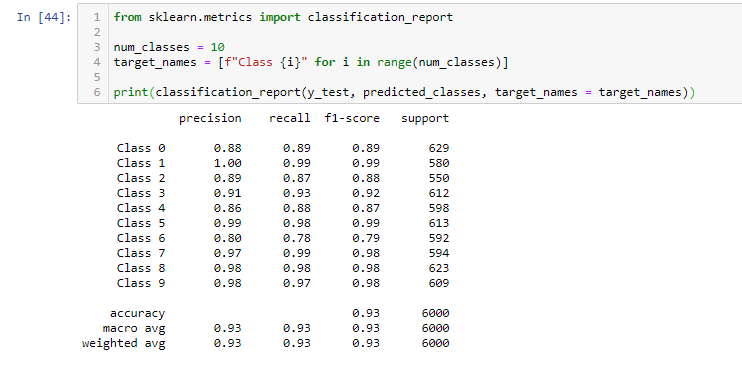 In [44]:
1 from sklearn.metrics import classification_report
2
3 num_classes = 10
4 target_names = [f"Class {i}" for i in range(num_classes)]
5
6 print(classification_report(y_test, predicted_classes, target_names = target_names))
precision recall f1-score support
Class 0 0.88 0.89 0.89 629
Class 1 1.00 0.99 0.99 580
Class 2 0.89 0.87 0.88 550
Class 3 0.91 0.93 0.92 612
Class 4 0.86 0.88 0.87 598
Class 5 0.99 0.98 0.99 613
Class 6 0.80 0.78 0.79 592
Class 7 0.97 0.99 0.98 594
Class 8 0.98 0.98 0.98 623
Class 9 0.98 0.97 0.98 609
accuracy 0.93 6000
macro avg 0.93 0.93 0.93 6000
weighted avg 0.93 0.93 0.93 6000